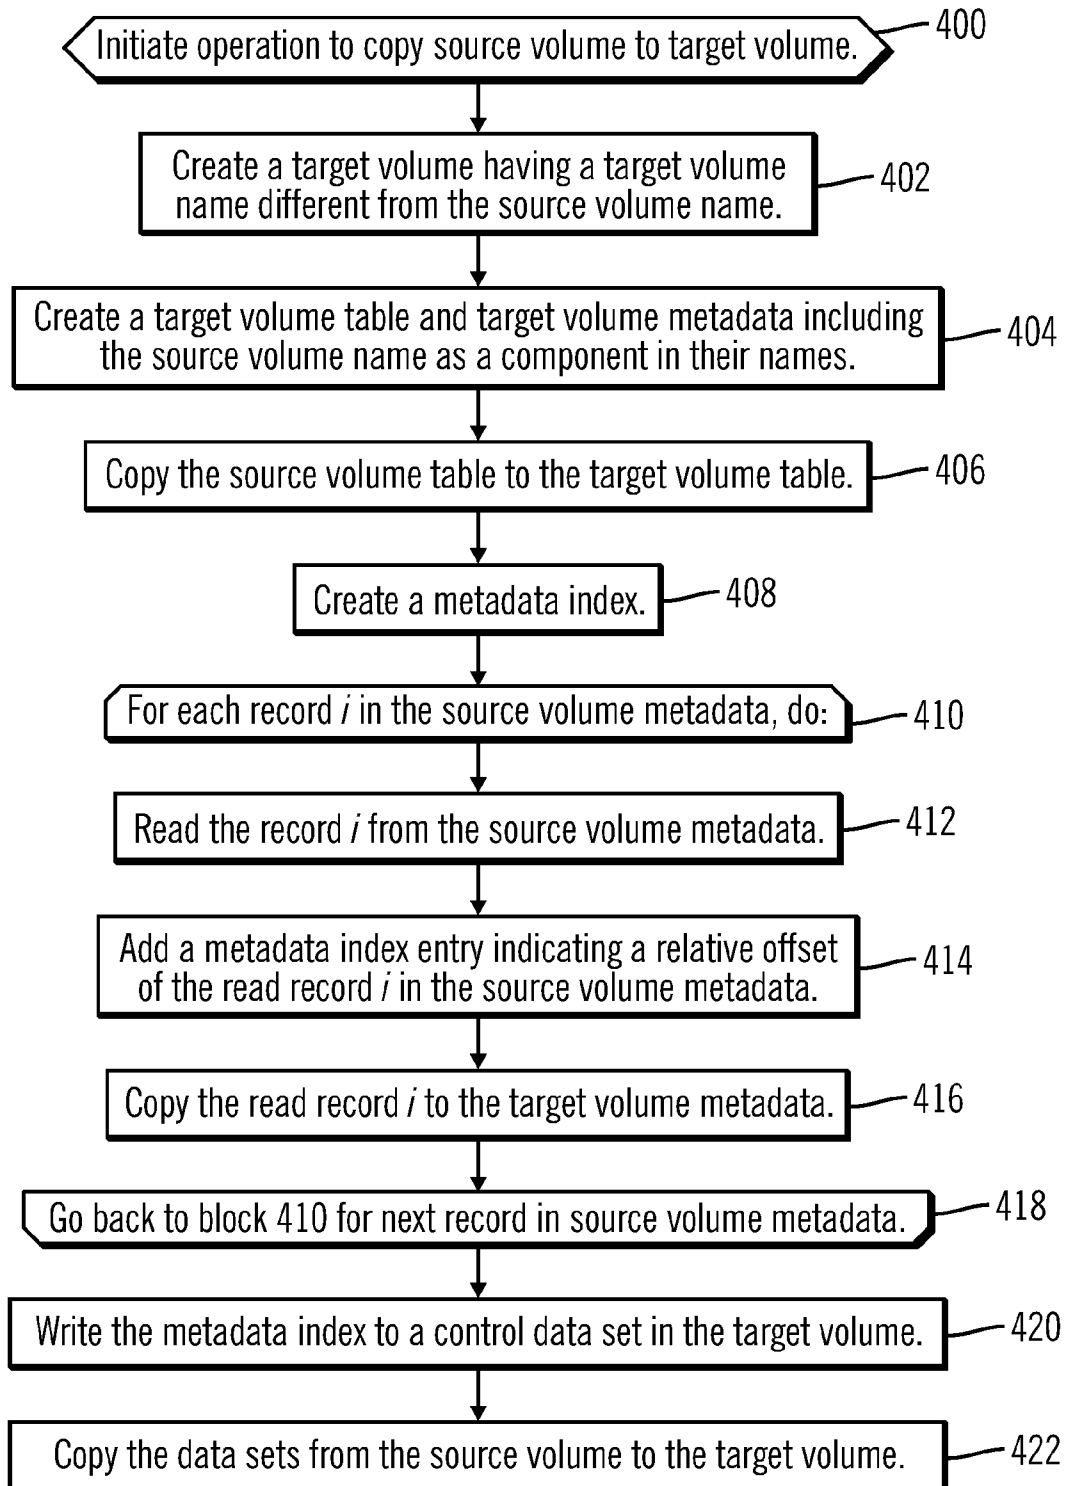 Initiate operation to copy source volume to target volume.
400
Create a target volume having a target volume
name different from the source volume name.
402
Create a target volume table and target volume metadata including
the source volume name as a component in their names.
404
Copy the source volume table to the target volume table.
406
Create a metadata index.
408
For each record i in the source volume metadata, do:
410
Read the record i from the source volume metadata.
412
Add a metadata index entry indicating a relative offset
of the read record i in the source volume metadata.
414
Copy the read record i to the target volume metadata.
416
Go back to block 410 for next record in source volume metadata.
418
Write the metadata index to a control data set in the target volume.
420
Copy the data sets from the source volume to the target volume.
422